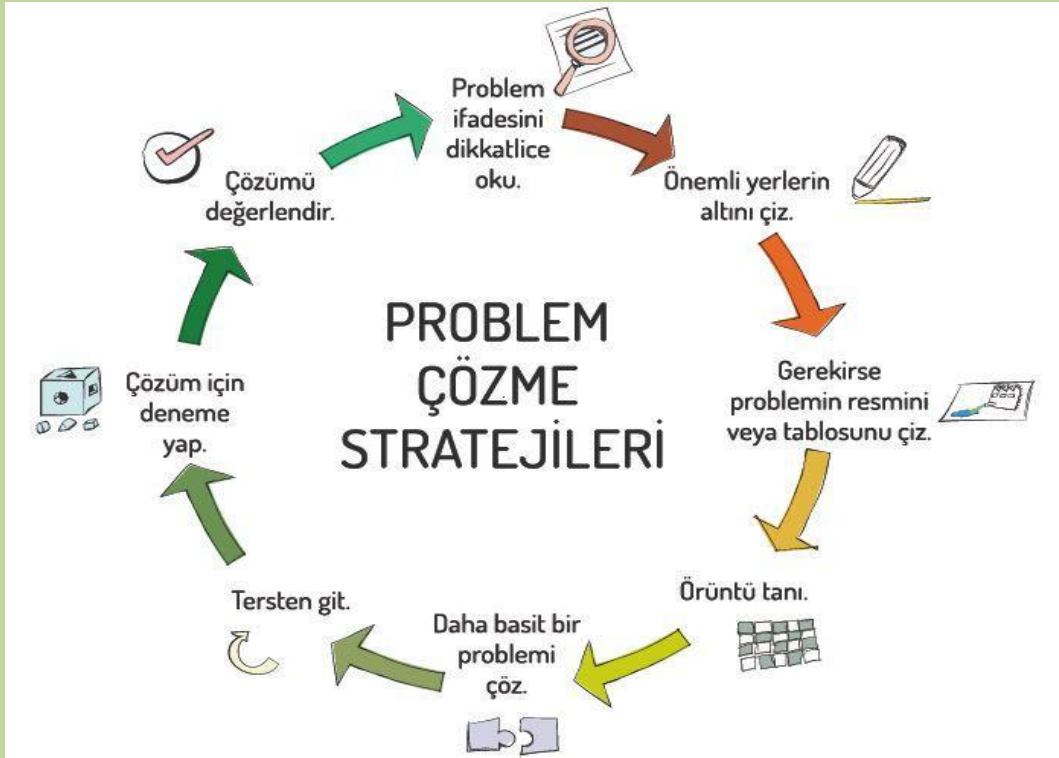 Problem
ifadesini
dikkatlice
oku.
Önemli yerlerin
altını çiz.
Gerekirse
problemin resmini
veya tablosunu çiz.
Örüntü tanı.
Daha basit bir
problemi
çöz.
Tersten git.
Çözüm için
deneme
yap.
Çözümü
değerlendir.
PROBLEM
ÇÖZME
STRATEJİLERİ